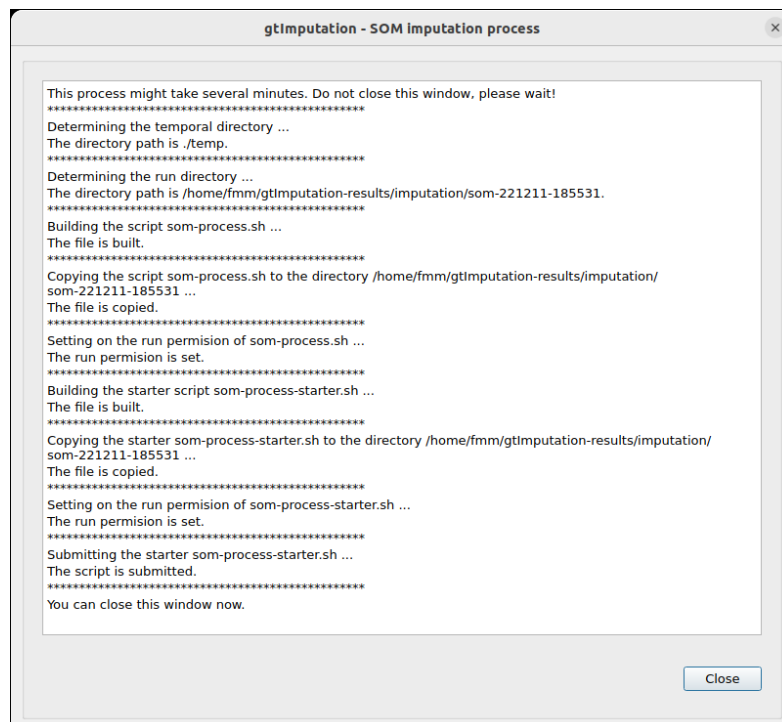 gtImputation - SOM imputation process
This process might take several minutes. Do not close this window, please wait!
**************************************************
Determining the temporal directory ...
The directory path is ./temp.
**************************************************
Determining the run directory ...
The directory path is /home/fmm/gtImputation-results/imputation/som-221211-185531.
**************************************************
Building the script som-process.sh ...
The file is built.
**************************************************
Copying the script som-process.sh to the directory /home/fmm/gtImputation-results/imputation/
som-221211-185531 ...
The file is copied.
**************************************************
Setting on the run permision of som-process.sh ...
The run permision is set.
**************************************************
Building the starter script som-process-starter.sh ...
The file is built.
**************************************************
Copying the starter som-process-starter.sh to the directory /home/fmm/gtImputation-results/imputation/
som-221211-185531 ...
The file is copied.
**************************************************
Setting on the run permision of som-process-starter.sh ...
The run permision is set.
**************************************************
Submitting the starter som-process-starter.sh ...
The script is submitted.
**************************************************
You can close this window now.
Close